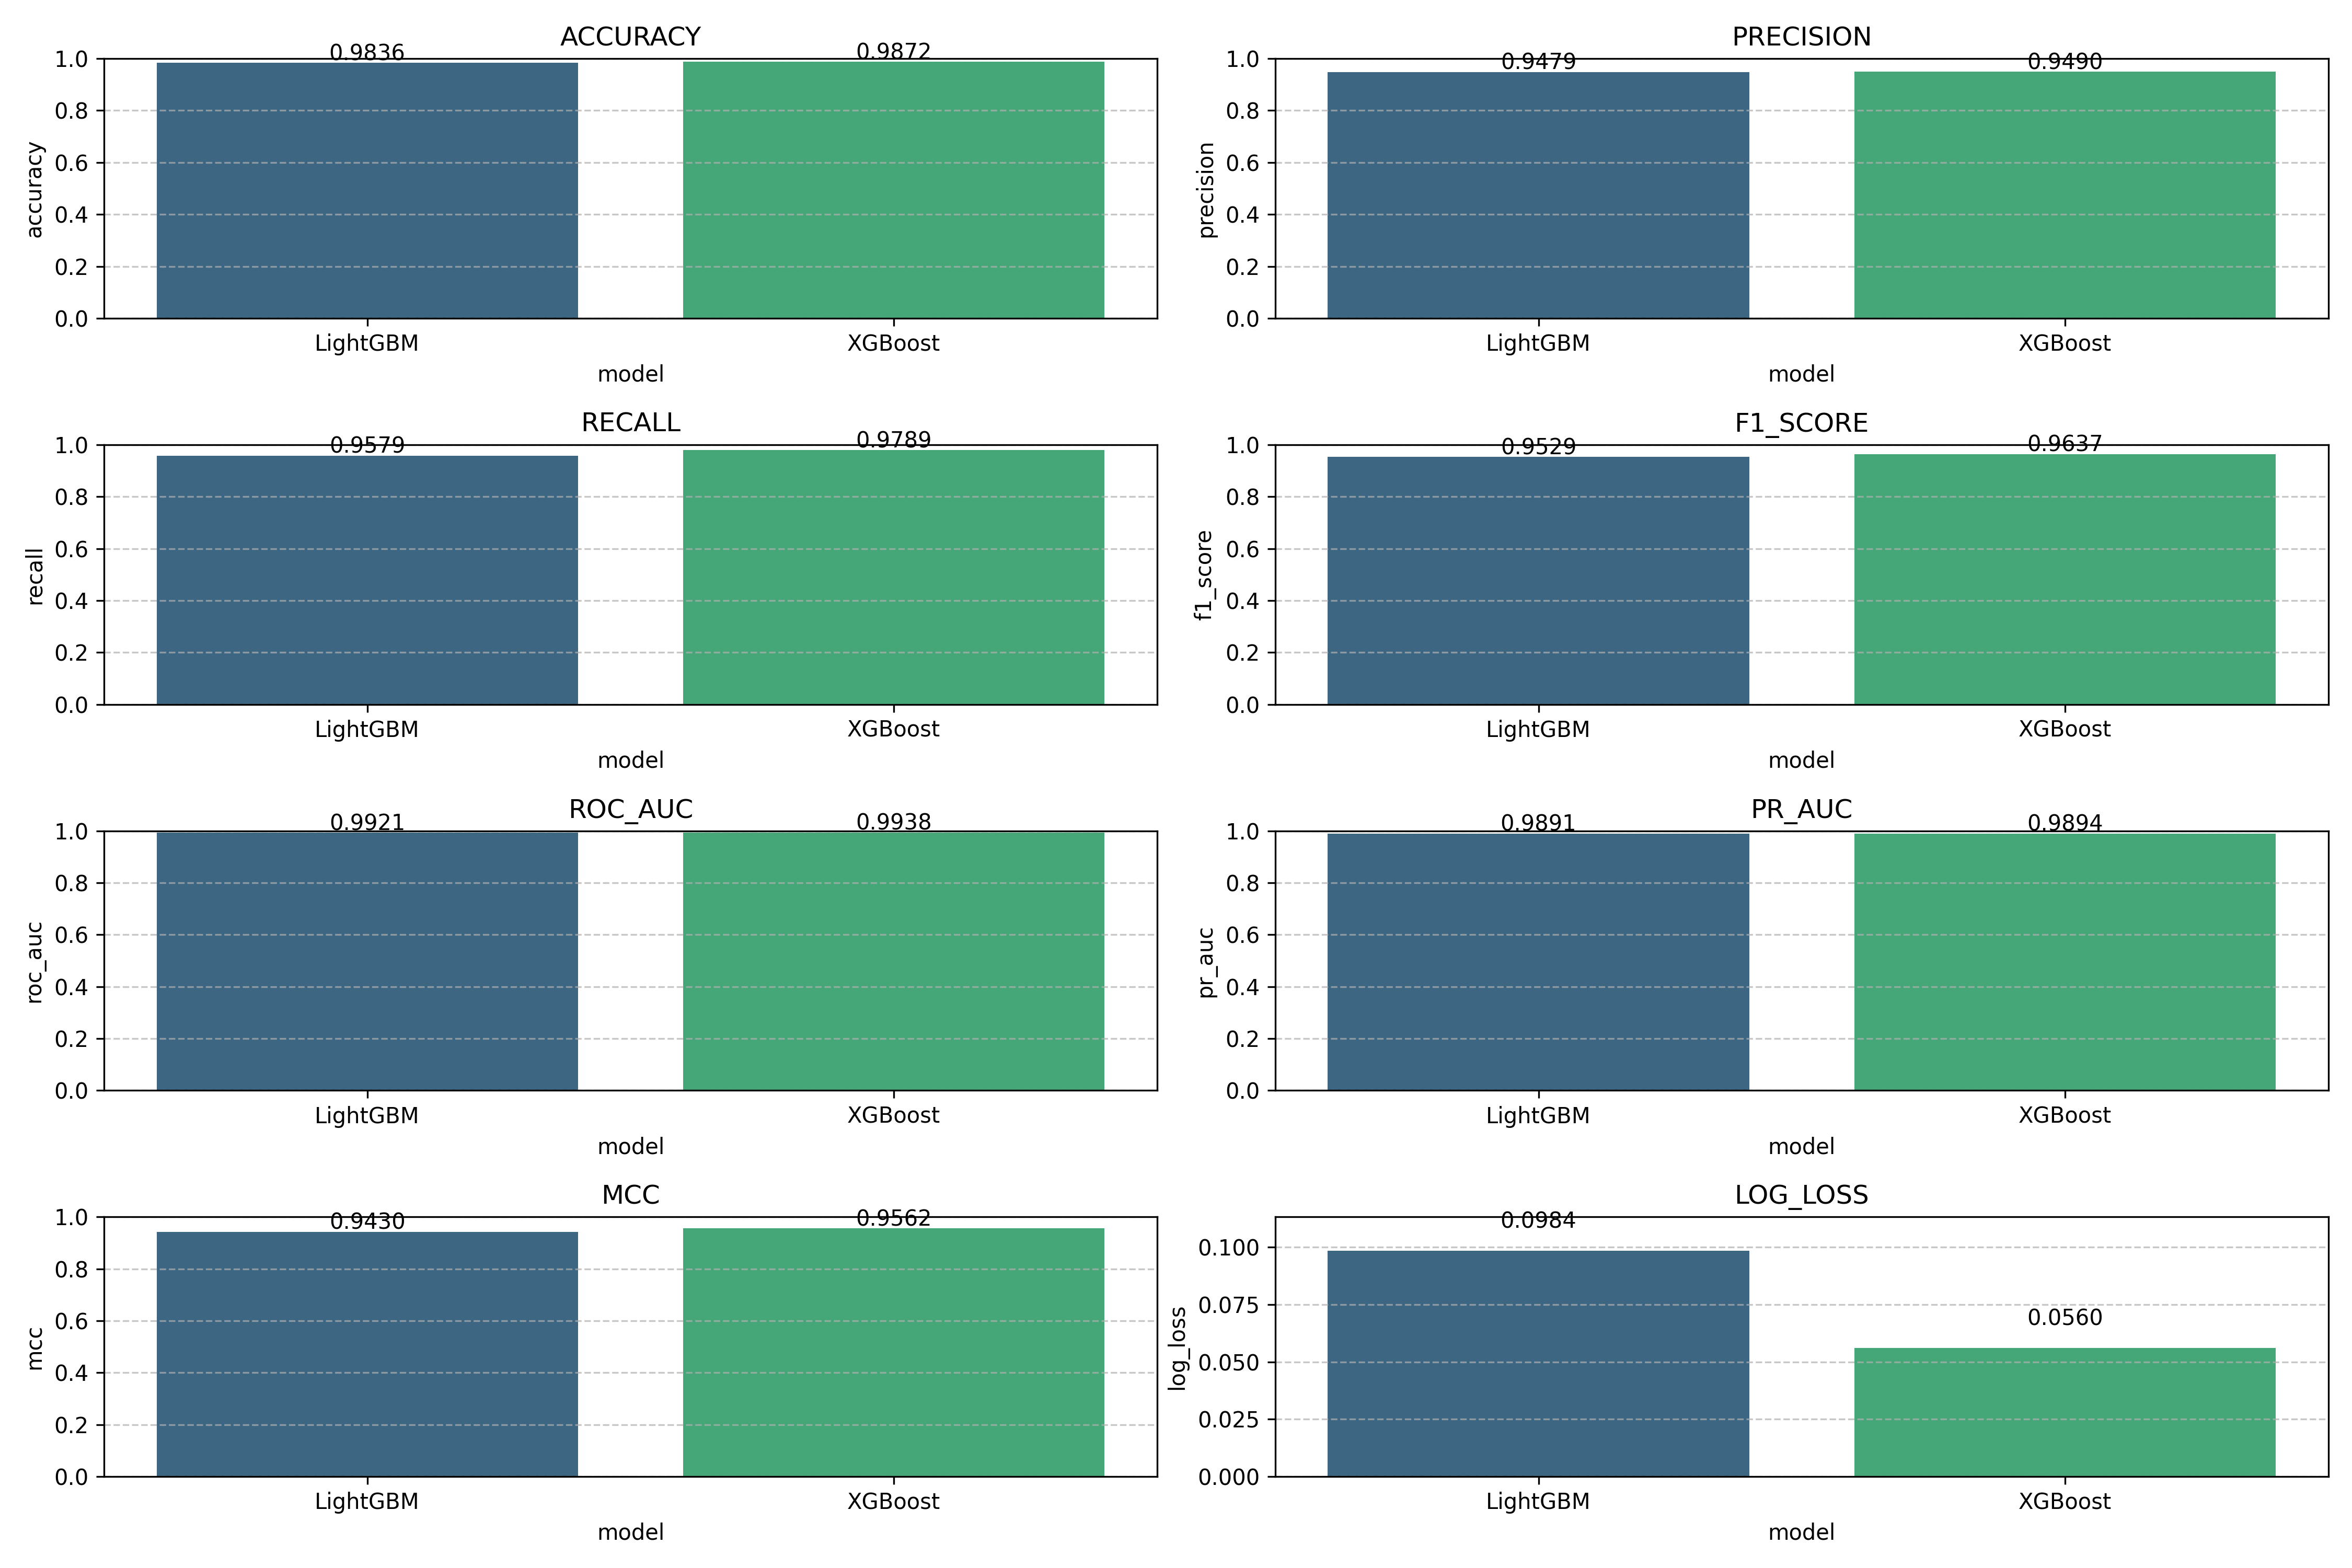 ACCURACY
0.9836
0.9872
1.0
0.8
0.6
0.4
0.2
0.0
accuracy
LightGBM
XGBoost
model
PRECISION
0.9479
0.9490
1.0
0.8
0.6
0.4
0.2
0.0
precision
LightGBM
XGBoost
model
RECALL
0.9579
0.9789
1.0
0.8
0.6
0.4
0.2
0.0
recall
LightGBM
XGBoost
model
F1_SCORE
0.9529
0.9637
1.0
0.8
0.6
0.4
0.2
0.0
f1_score
LightGBM
XGBoost
model
ROC_AUC
0.9921
0.9938
1.0
0.8
0.6
0.4
0.2
0.0
roc_auc
LightGBM
XGBoost
model
PR_AUC
0.9891
0.9894
1.0
0.8
0.6
0.4
0.2
0.0
pr_auc
LightGBM
XGBoost
model
MCC
0.9430
0.9562
1.0
0.8
0.6
0.4
0.2
0.0
mcc
LightGBM
XGBoost
model
LOG_LOSS
0.0984
0.0560
0.100
0.075
0.050
0.025
0.000
log_loss
LightGBM
XGBoost
model